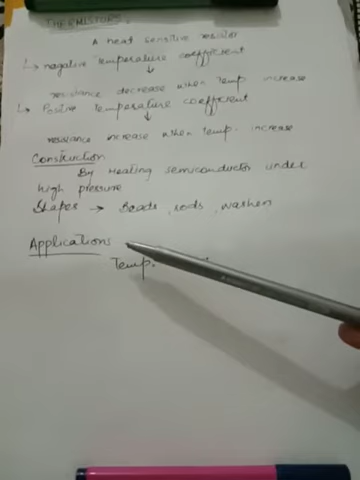 THERMISTORS:
A heat sensitive resistor
↳ negative Temperature coefficient
↓
resistance decrease when Temp increase
↳ Positive Temperature coefficient
↓
resistance increase when temp. increase
Construction
By Heating semiconductor under
high pressure
Shapes → Beads, rods, washers
Applications
Temp.